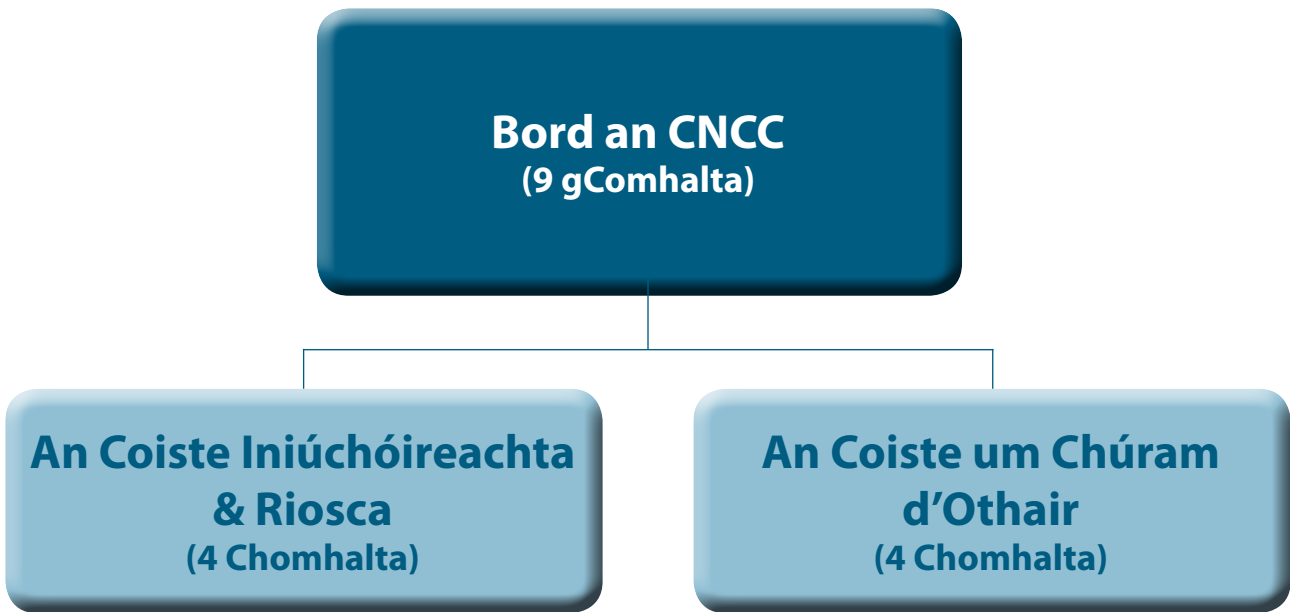 Bord an CNCC
(9 gComhalta)
An Coiste Iniúchóireachta
& Riosca
(4 Chomhalta)
An Coiste um Chúram
d’Othair
(4 Chomhalta)